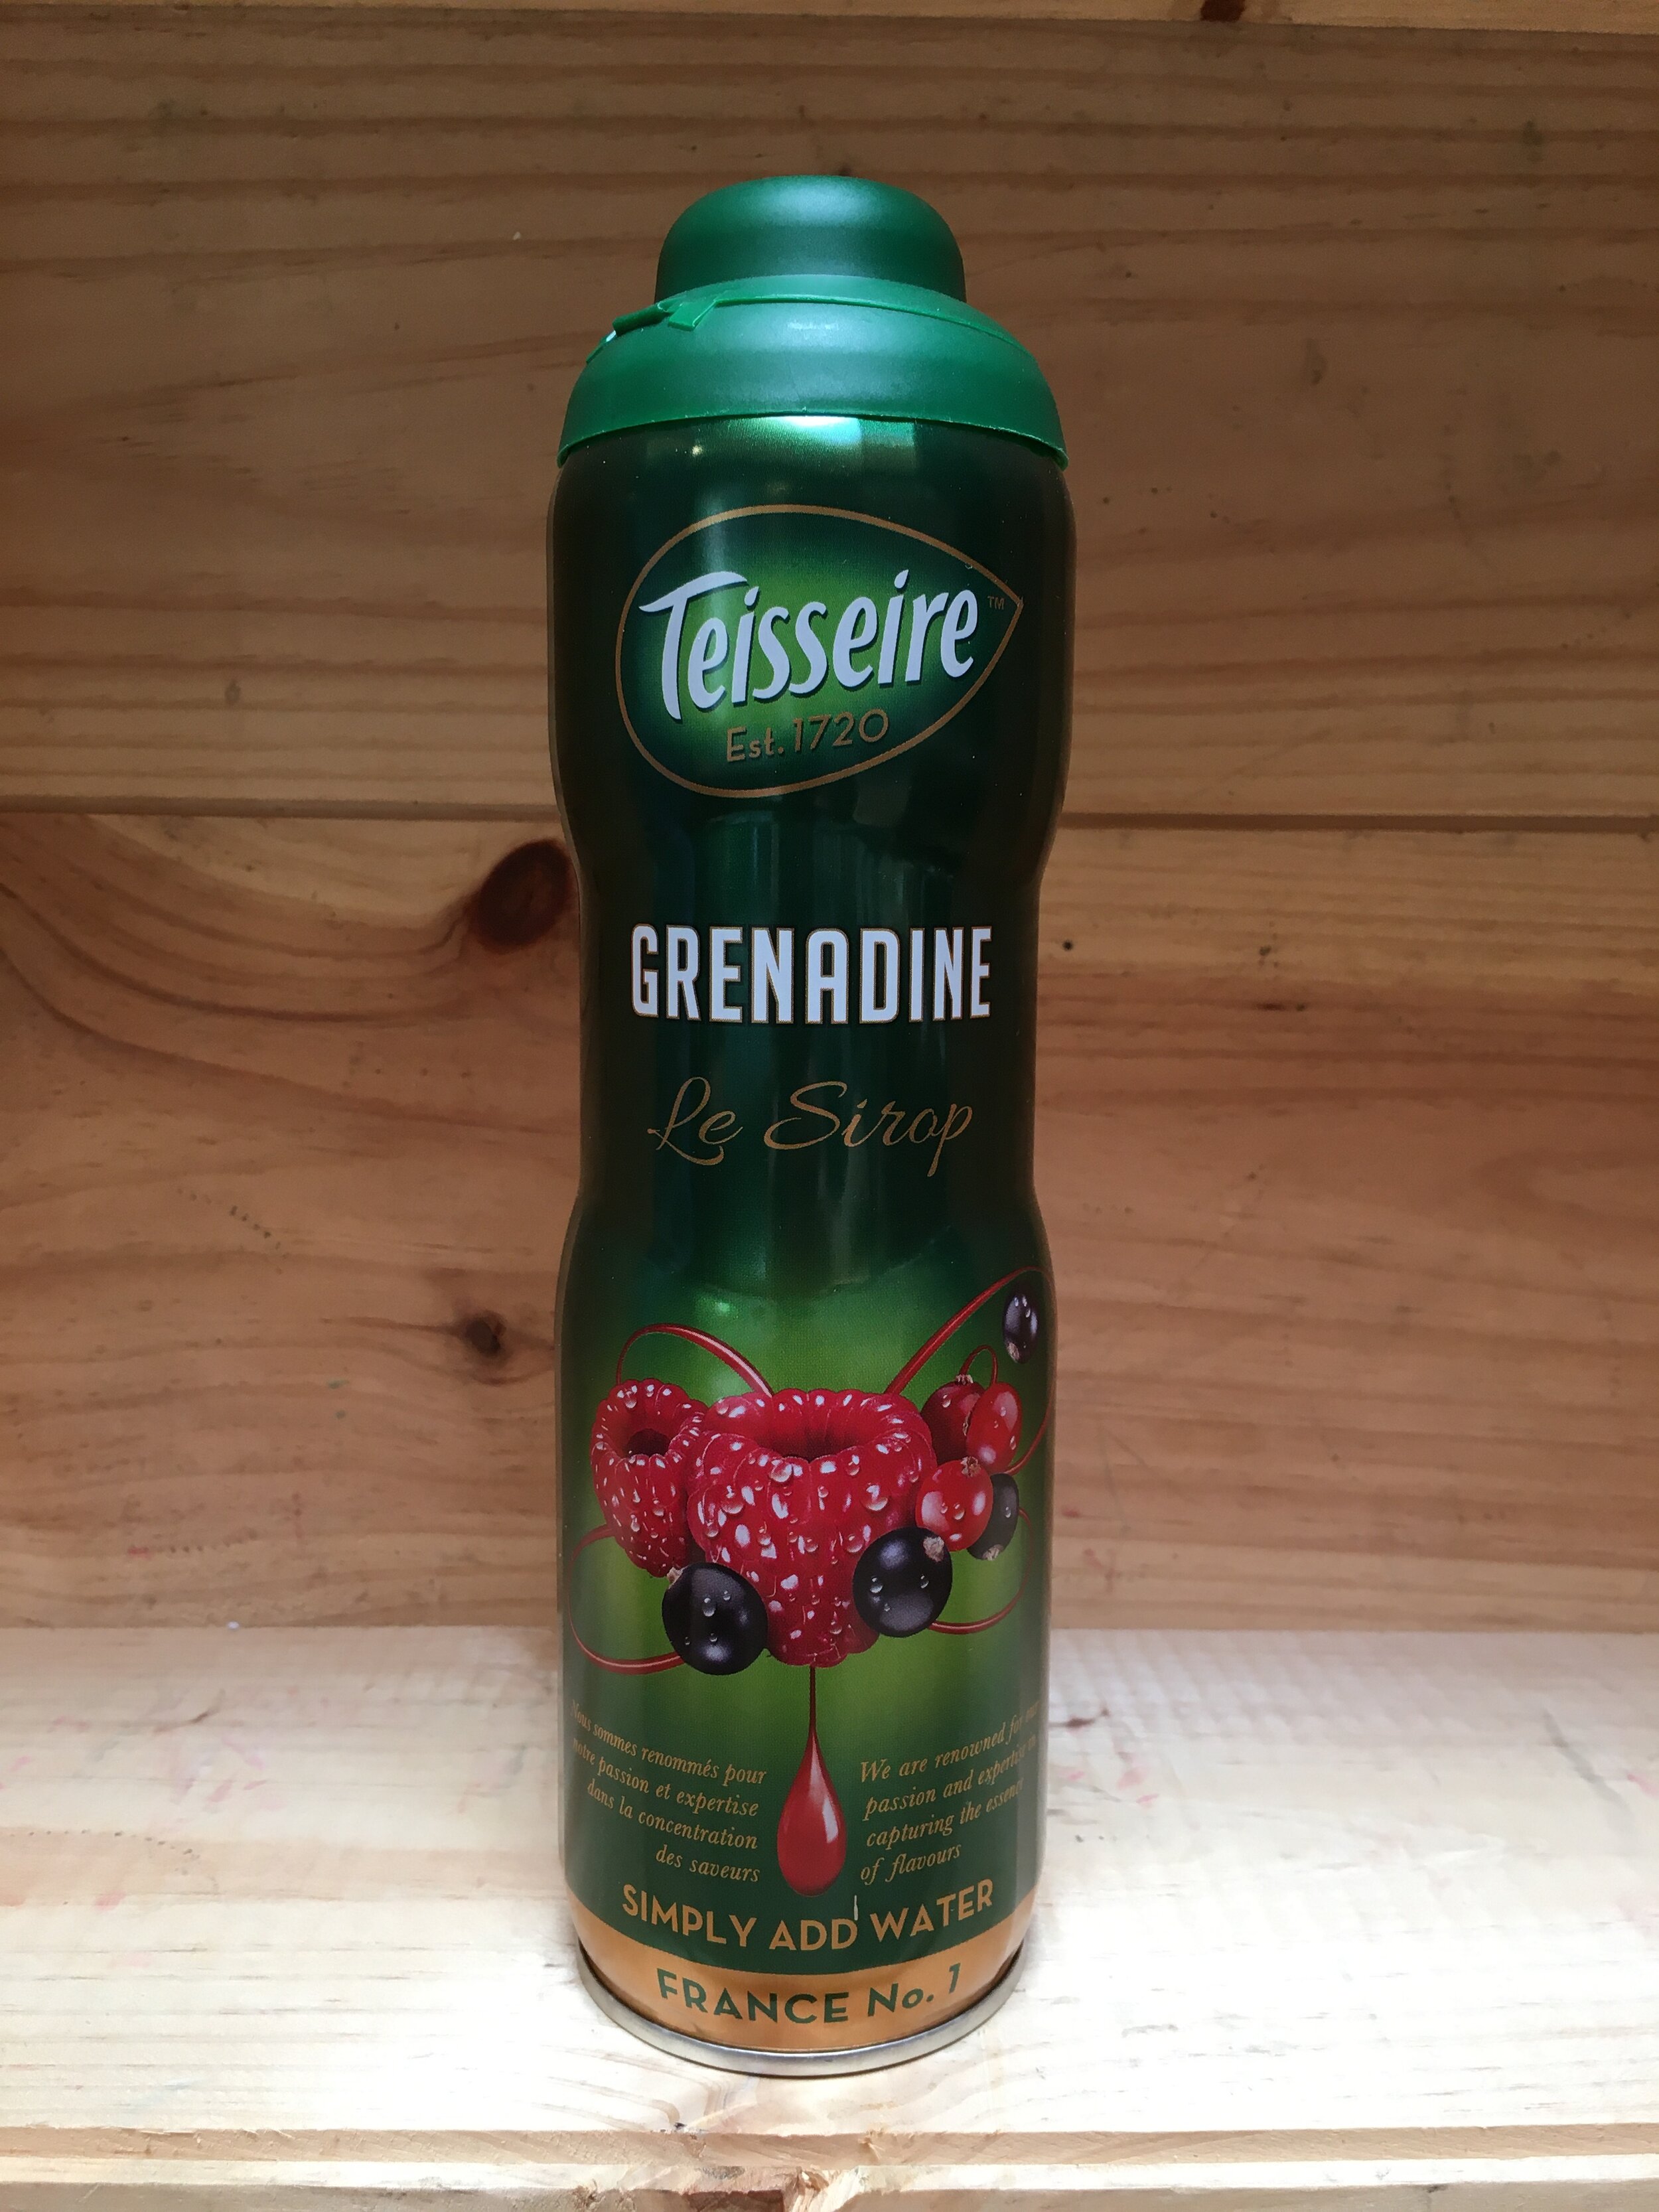 Teisseire™
Est. 1720
GRENADINE
Le Sirop
Nous sommes renommés pour
notre passion et expertise
dans la concentration
des saveurs
We are renowned for our
passion and expertise in
capturing the essence
of flavours
SIMPLY ADD WATER
FRANCE No. 1